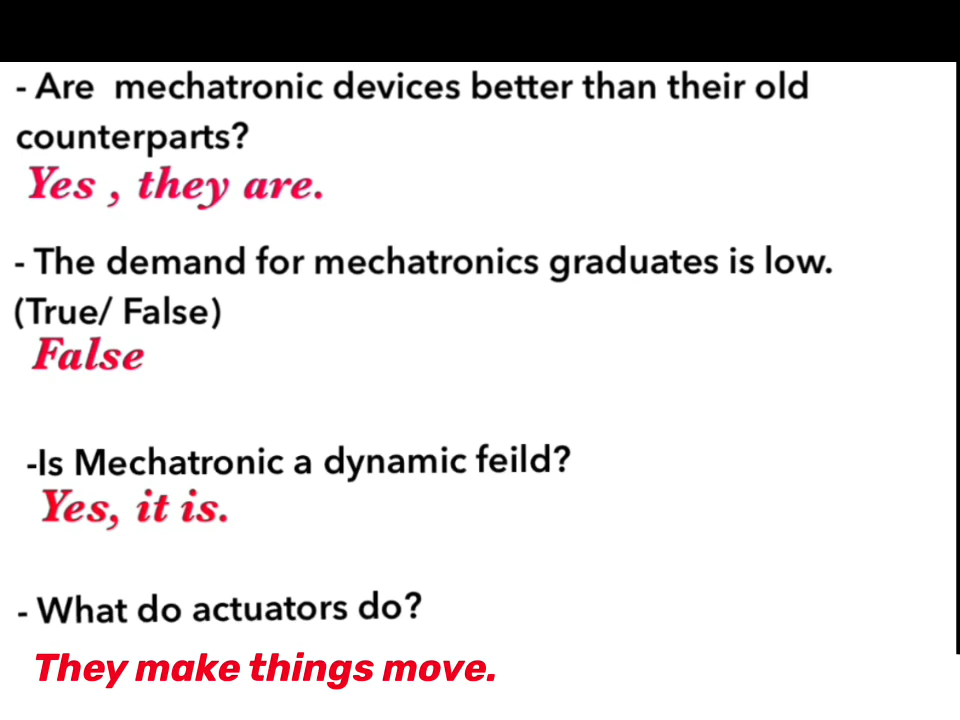 - Are mechatronic devices better than their old
counterparts?
Yes , they are.
- The demand for mechatronics graduates is low.
(True/ False)
False
-Is Mechatronic a dynamic feild?
Yes, it is.
- What do actuators do?
They make things move.